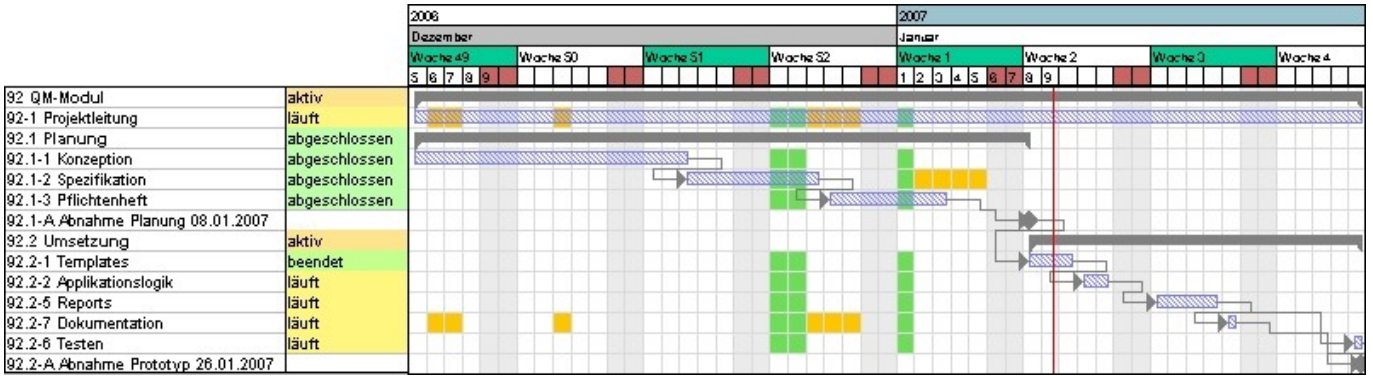 2006 2007
Dezember Januar
Woche 49 Woche 50 Woche 51 Woche 52 Woche 1 Woche 2 Woche 3 Woche 4
5 6 7 8 9 1 2 3 4 5 6 7 8 9
92 QM-Modul aktiv
92-1 Projektleitung läuft
92.1 Planung abgeschlossen
92.1-1 Konzeption abgeschlossen
92.1-2 Spezifikation abgeschlossen
92.1-3 Pflichtenheft abgeschlossen
92.1-A Abnahme Planung 08.01.2007
92.2 Umsetzung aktiv
92.2-1 Templates beendet
92.2-2 Applikationslogik läuft
92.2-5 Reports läuft
92.2-7 Dokumentation läuft
92.2-6 Testen läuft
92.2-A Abnahme Prototyp 26.01.2007